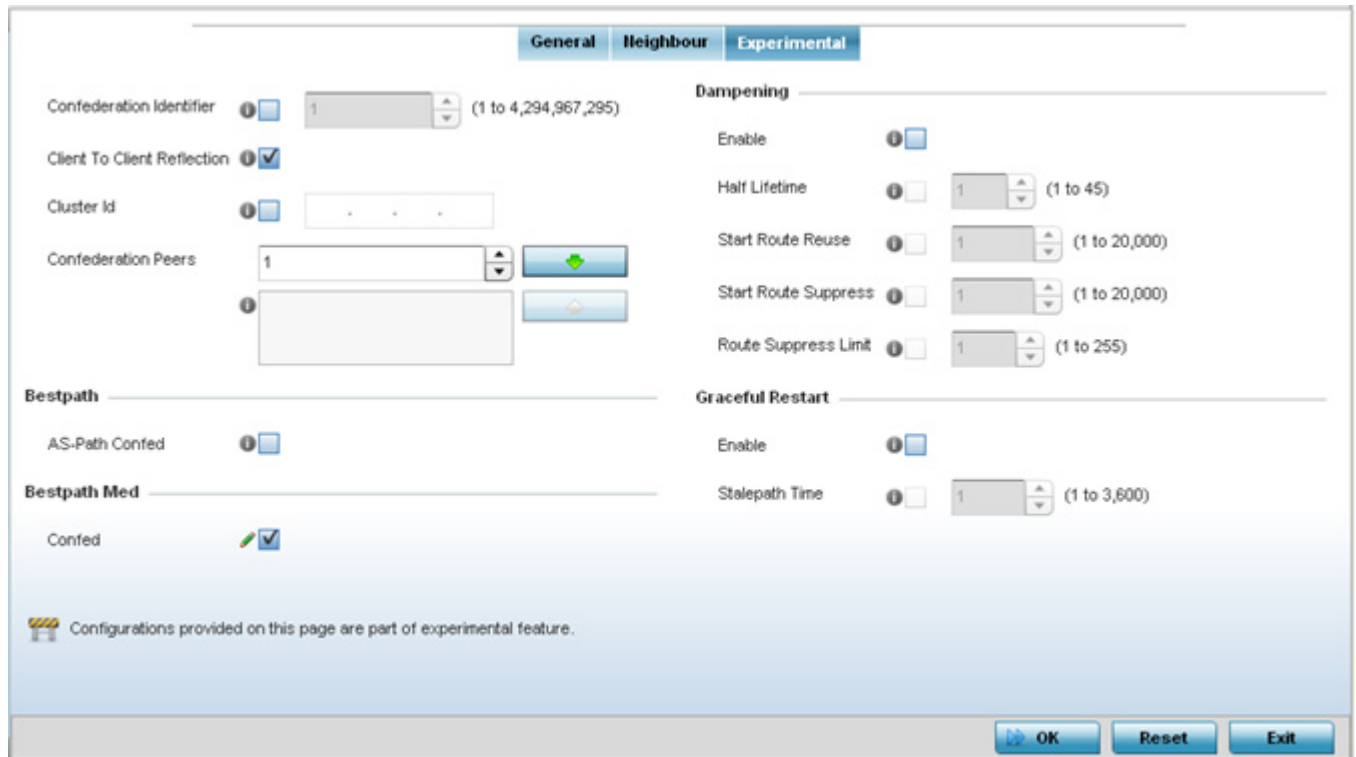 General Neighbour Experimental
Confederation Identifier 1 (1 to 4,294,967,295)
Client To Client Reflection
Cluster Id . . .
Confederation Peers 1
Bestpath
AS-Path Confed
Bestpath Med
Confed
Dampening
Enable
Half Lifetime 1 (1 to 45)
Start Route Reuse 1 (1 to 20,000)
Start Route Suppress 1 (1 to 20,000)
Route Suppress Limit 1 (1 to 255)
Graceful Restart
Enable
Stalepath Time 1 (1 to 3,600)
Configurations provided on this page are part of experimental feature.
OK Reset Exit